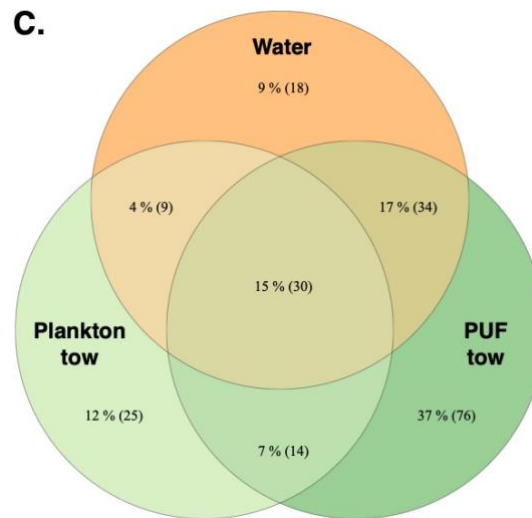 C.
Water
9 % (18)
4 % (9)
17 % (34)
15 % (30)
Plankton
tow
PUF
tow
12 % (25)
37 % (76)
7 % (14)